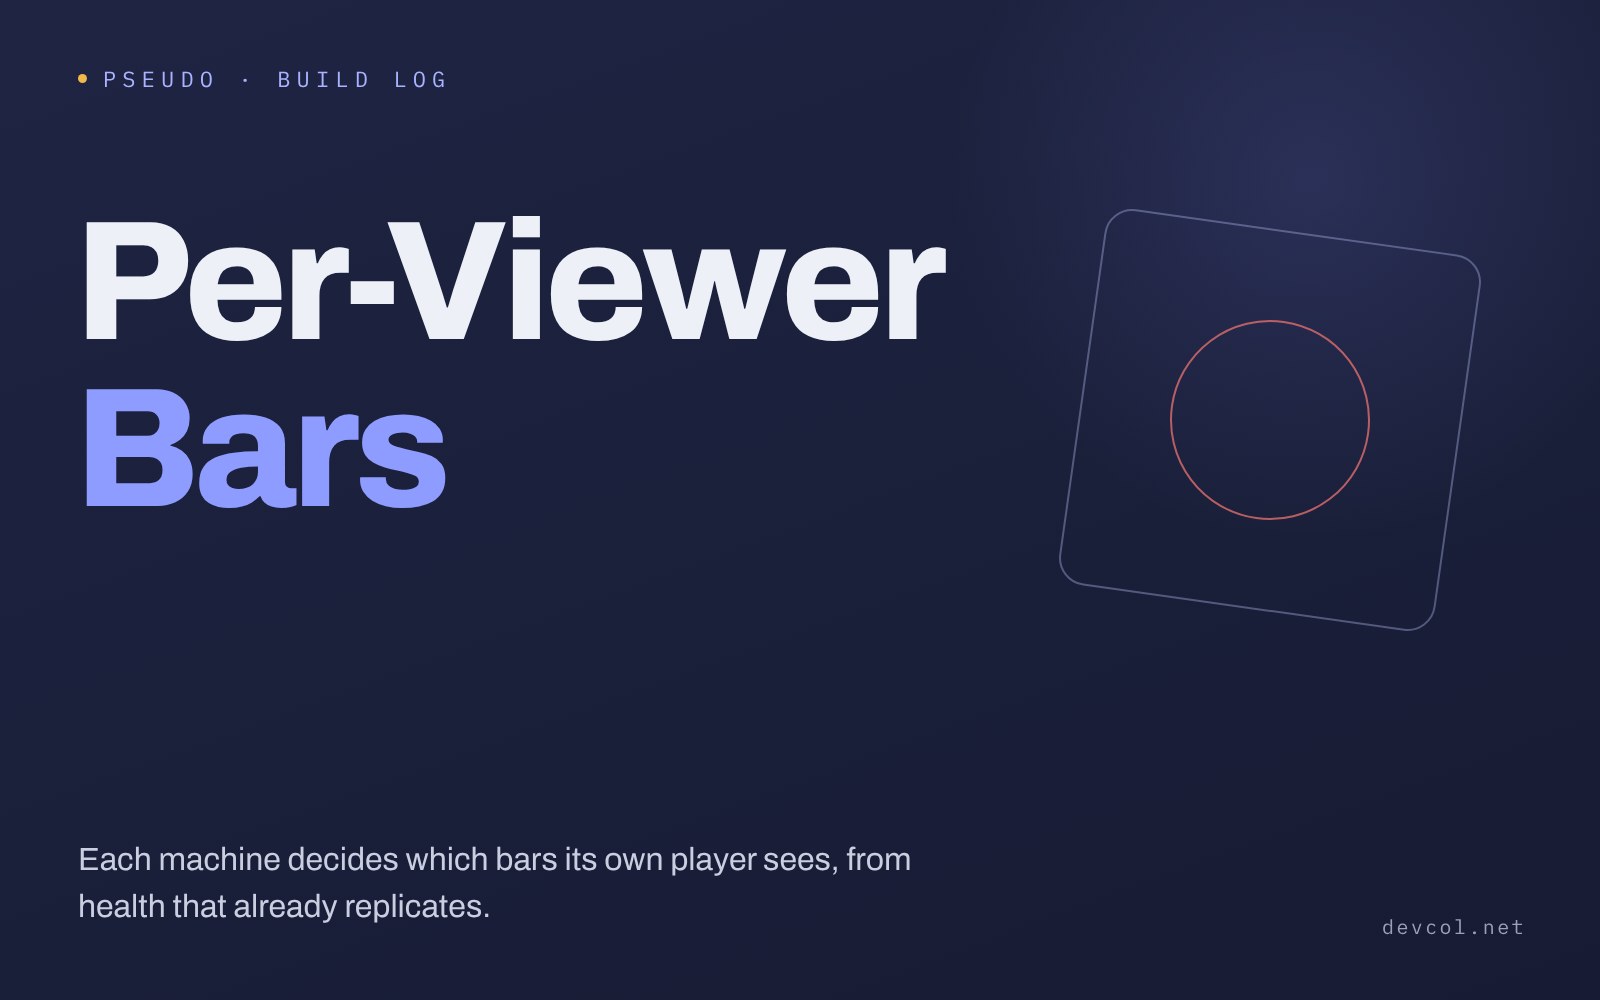 PSEUDO · BUILD LOG
Per-Viewer
Bars
Each machine decides which bars its own player sees, from
health that already replicates.
devcol.net